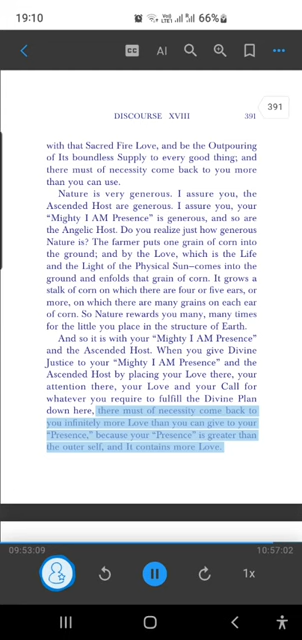 19:10
66%
CC
AI
391
DISCOURSE XVIII 391
with that Sacred Fire Love, and be the Outpouring
of Its boundless Supply to every good thing; and
there must of necessity come back to you more
than you can use.
Nature is very generous. I assure you, the
Ascended Host are generous. I assure you, your
“Mighty I AM Presence” is generous, and so are
the Angelic Host. Do you realize just how generous
Nature is? The farmer puts one grain of corn into
the ground; and by the Love, which is the Life
and the Light of the Physical Sun—comes into the
ground and enfolds that grain of corn. It grows a
stalk of corn on which there are four or five ears, or
more, on which there are many grains on each ear
of corn. So Nature rewards you many, many times
for the little you place in the structure of Earth.
And so it is with your “Mighty I AM Presence”
and the Ascended Host. When you give Divine
Justice to your “Mighty I AM Presence” and the
Ascended Host by placing your Love there, your
attention there, your Love and your Call for
whatever you require to fulfill the Divine Plan
down here, there must of necessity come back to
you infinitely more Love than you can give to your
“Presence,” because your “Presence” is greater than
the outer self, and It contains more Love.
09:53:09 10:57:02
1x